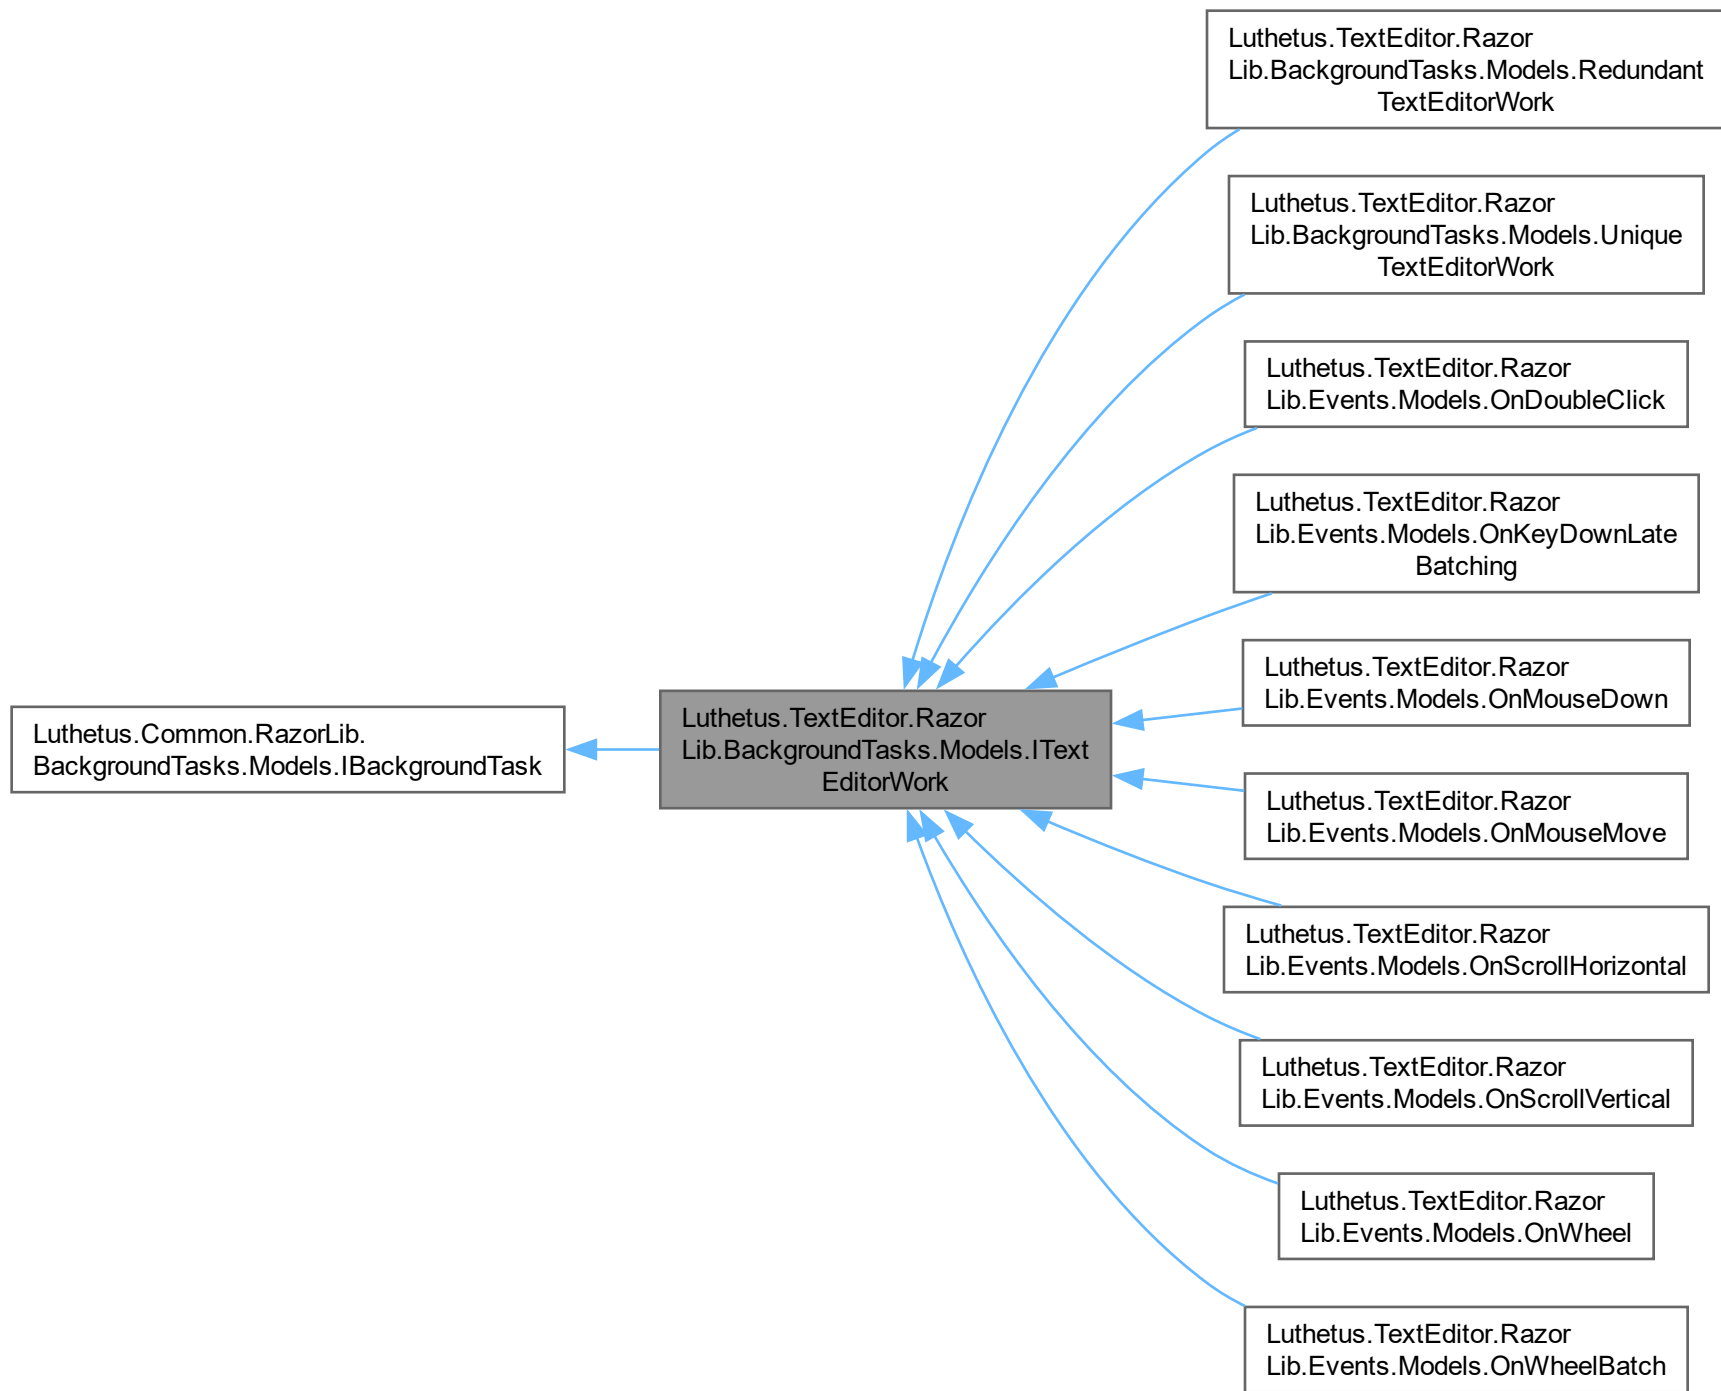 Luthetus.Common.RazorLib.
BackgroundTasks.Models.IBackgroundTask
Luthetus.TextEditor.Razor
Lib.BackgroundTasks.Models.IText
EditorWork
Luthetus.TextEditor.Razor
Lib.BackgroundTasks.Models.Redundant
TextEditorWork
Luthetus.TextEditor.Razor
Lib.BackgroundTasks.Models.Unique
TextEditorWork
Luthetus.TextEditor.Razor
Lib.Events.Models.OnDoubleClick
Luthetus.TextEditor.Razor
Lib.Events.Models.OnKeyDownLate
Batching
Luthetus.TextEditor.Razor
Lib.Events.Models.OnMouseDown
Luthetus.TextEditor.Razor
Lib.Events.Models.OnMouseMove
Luthetus.TextEditor.Razor
Lib.Events.Models.OnScrollHorizontal
Luthetus.TextEditor.Razor
Lib.Events.Models.OnScrollVertical
Luthetus.TextEditor.Razor
Lib.Events.Models.OnWheel
Luthetus.TextEditor.Razor
Lib.Events.Models.OnWheelBatch